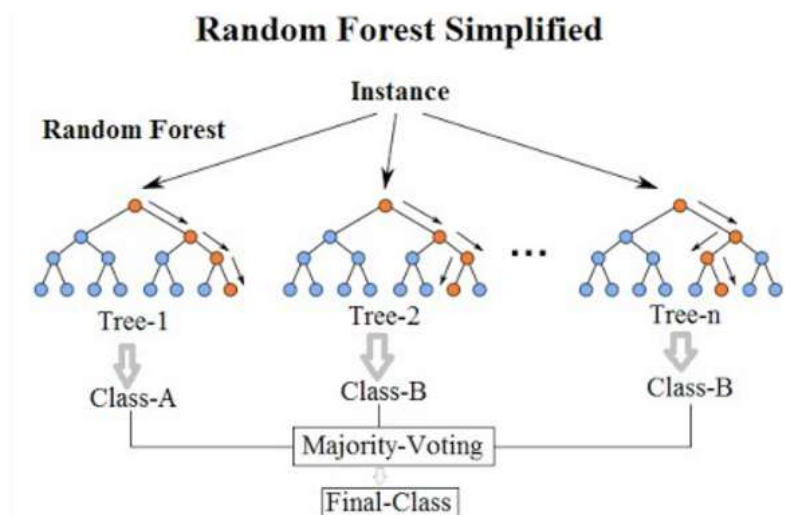 Random Forest Simplified
Instance
Random Forest
...
Tree-1
Tree-2
Tree-n
Class-A
Class-B
Class-B
Majority-Voting
Final-Class